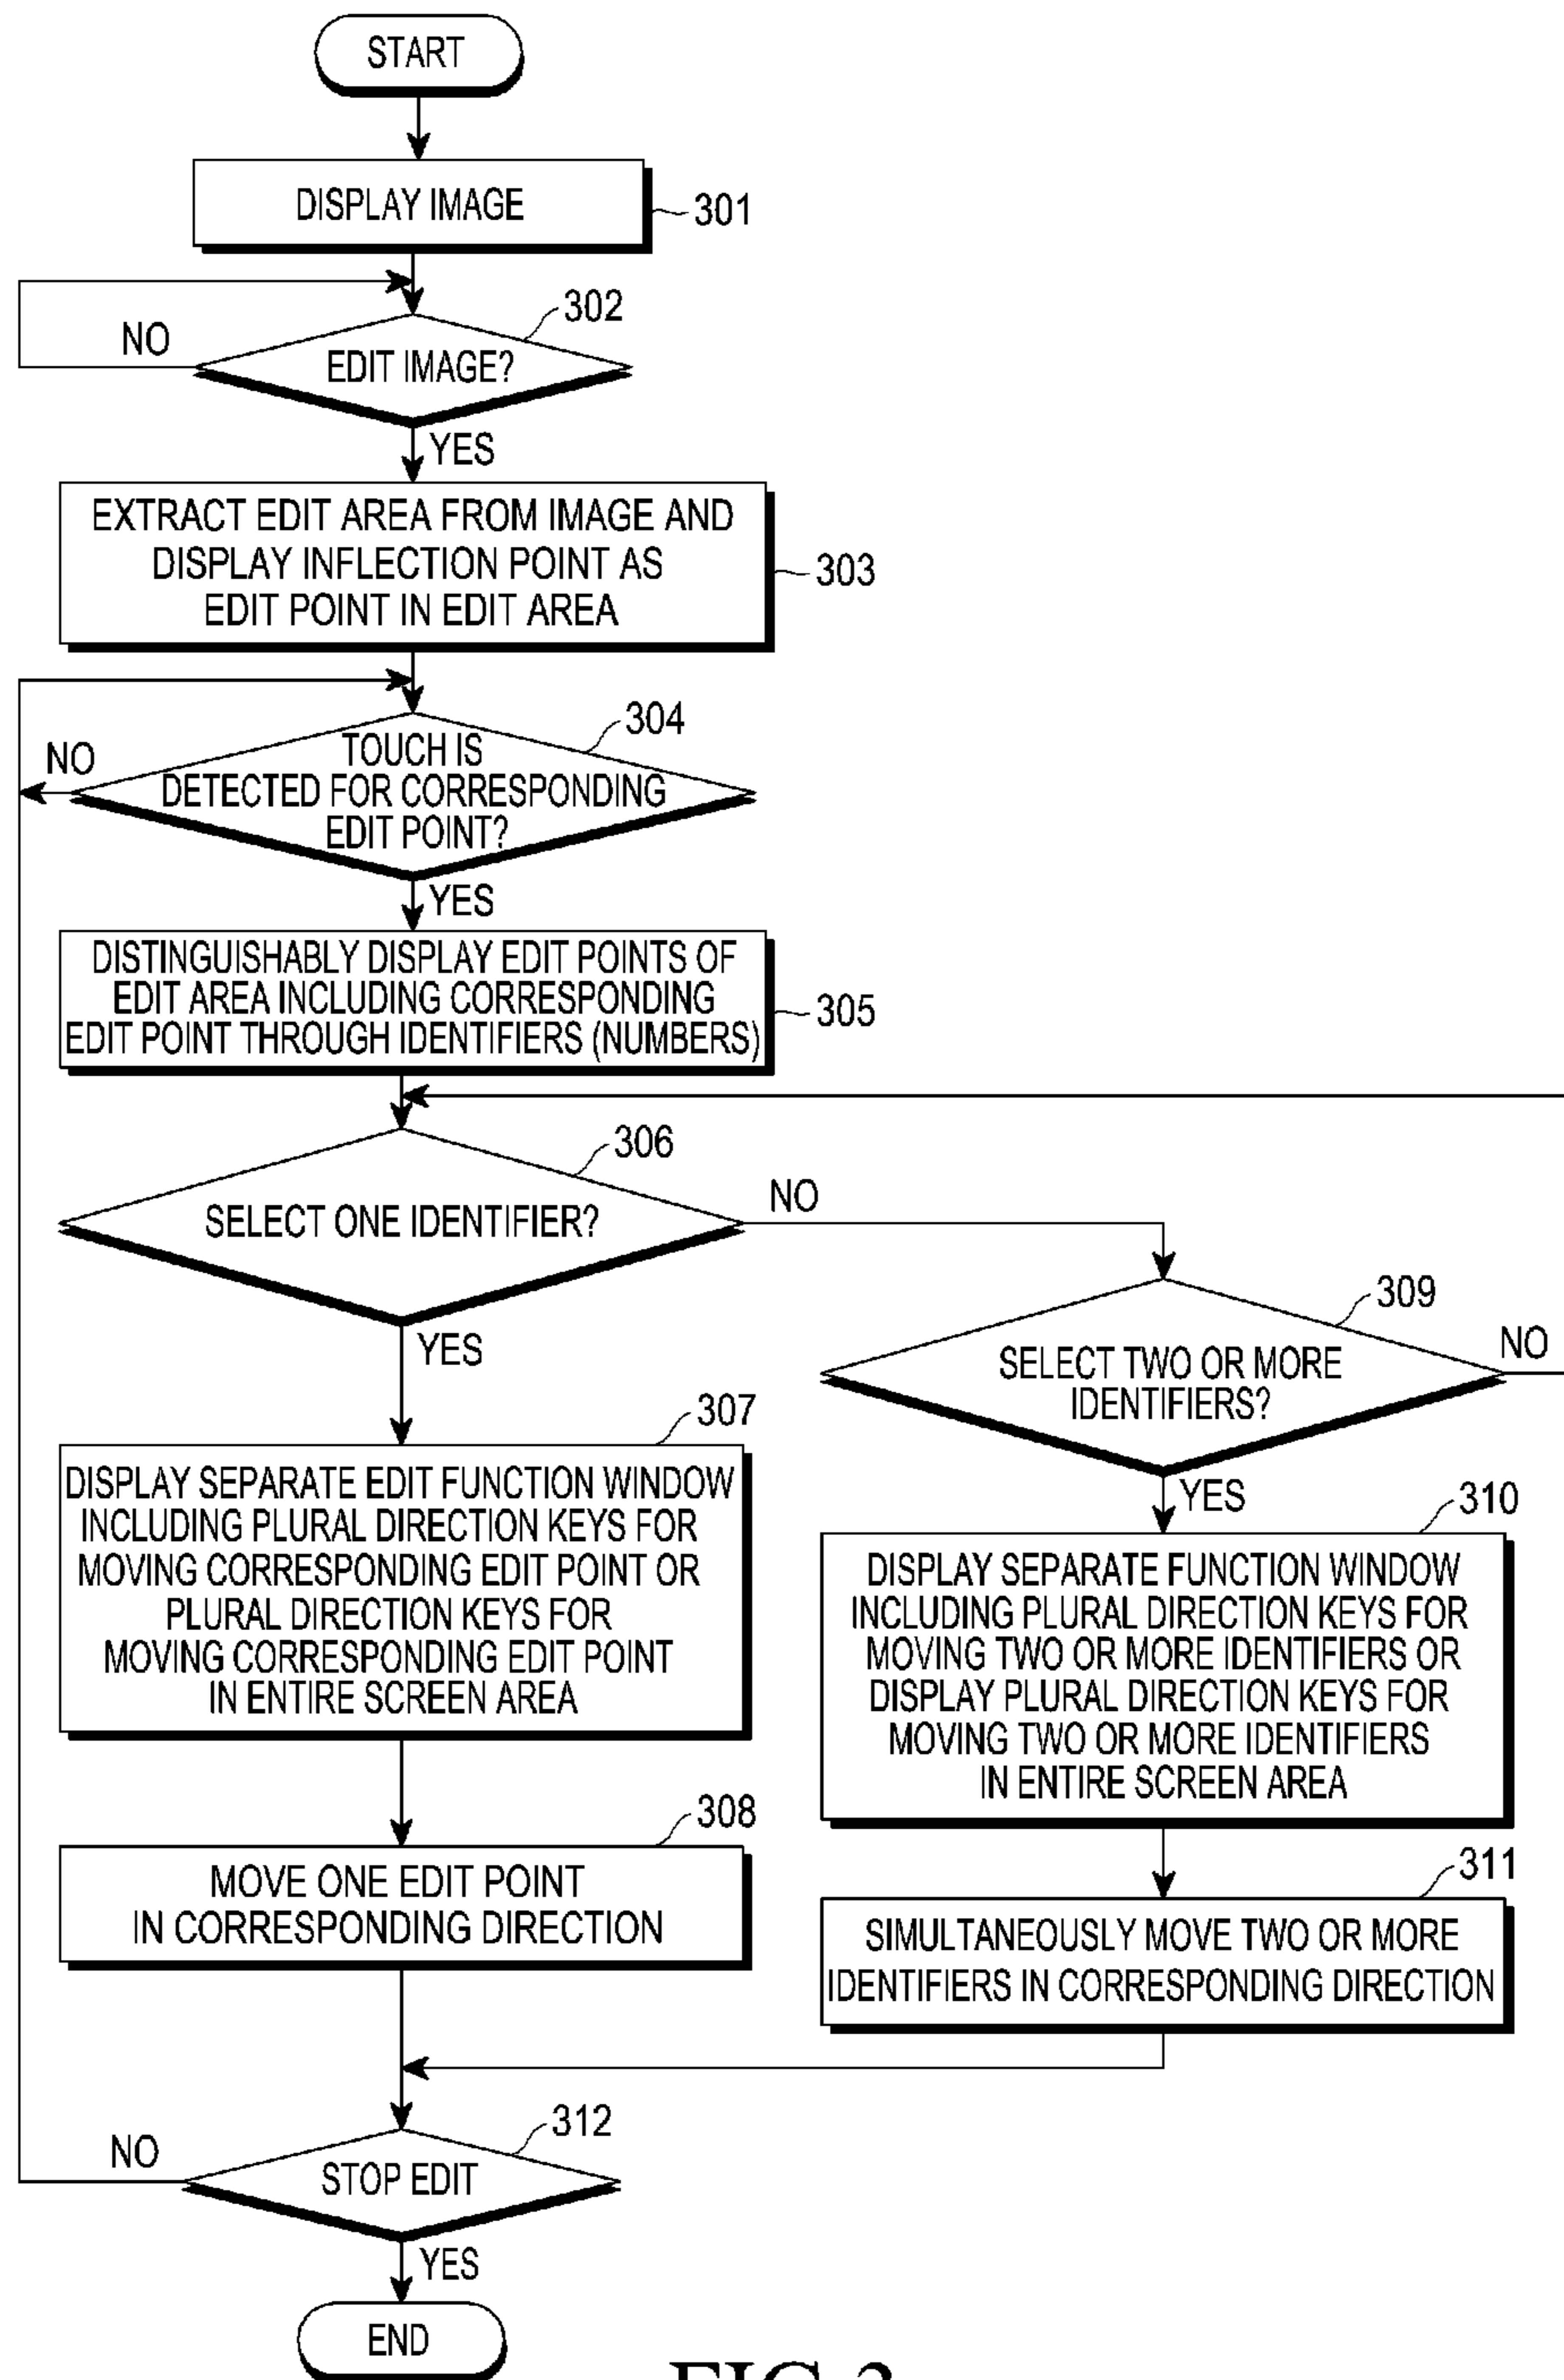 START
DISPLAY IMAGE
301
302
NO
EDIT IMAGE?
YES
EXTRACT EDIT AREA FROM IMAGE AND
DISPLAY INFLECTION POINT AS
EDIT POINT IN EDIT AREA
303
304
NO
TOUCH IS
DETECTED FOR CORRESPONDING
EDIT POINT?
YES
DISTINGUISHABLY DISPLAY EDIT POINTS OF
EDIT AREA INCLUDING CORRESPONDING
EDIT POINT THROUGH IDENTIFIERS (NUMBERS)
305
306
NO
SELECT ONE IDENTIFIER?
YES
309
NO
SELECT TWO OR MORE
IDENTIFIERS?
YES
307
DISPLAY SEPARATE EDIT FUNCTION WINDOW
INCLUDING PLURAL DIRECTION KEYS FOR
MOVING CORRESPONDING EDIT POINT OR
PLURAL DIRECTION KEYS FOR
MOVING CORRESPONDING EDIT POINT
IN ENTIRE SCREEN AREA
310
DISPLAY SEPARATE FUNCTION WINDOW
INCLUDING PLURAL DIRECTION KEYS FOR
MOVING TWO OR MORE IDENTIFIERS OR
DISPLAY PLURAL DIRECTION KEYS FOR
MOVING TWO OR MORE IDENTIFIERS
IN ENTIRE SCREEN AREA
308
MOVE ONE EDIT POINT
IN CORRESPONDING DIRECTION
311
SIMULTANEOUSLY MOVE TWO OR MORE
IDENTIFIERS IN CORRESPONDING DIRECTION
312
NO
STOP EDIT
YES
END
FIG.3